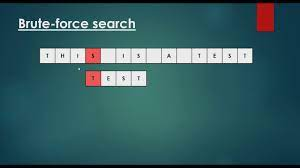 Brute-force search
T H I S I S A T E S T
T E S T